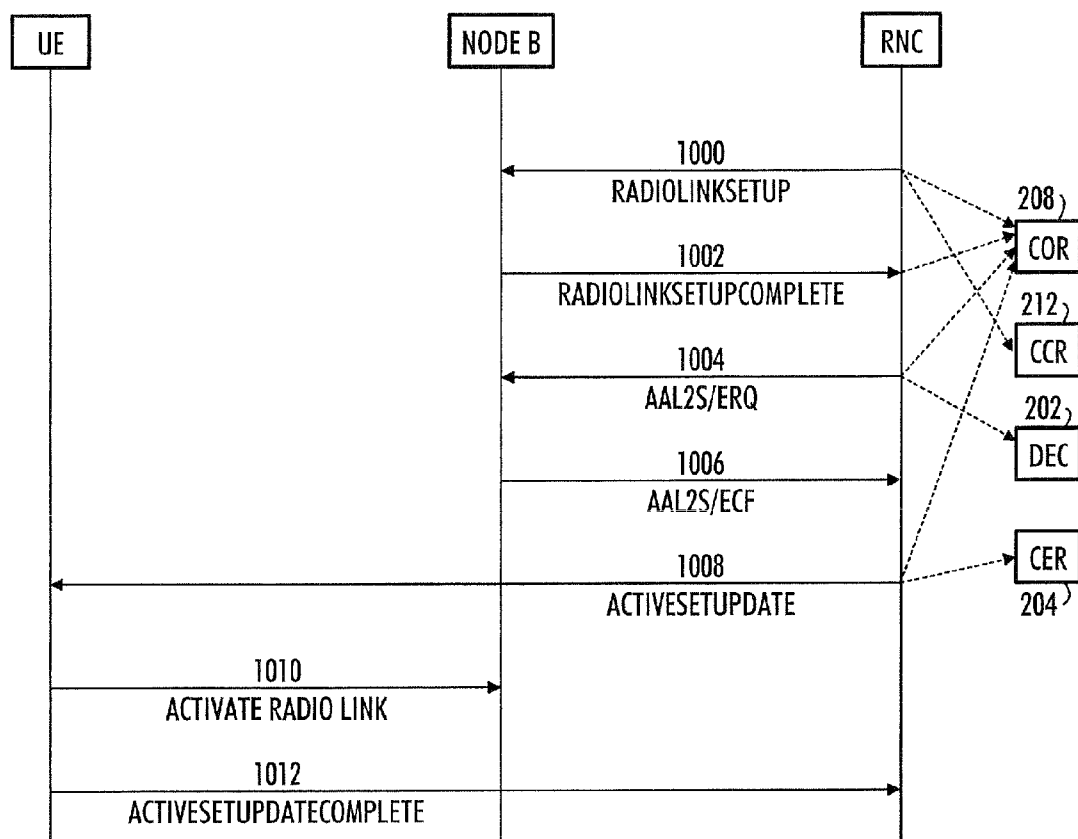 UE
NODE B
RNC
1000
RADIOLINKSETUP
208
COR
1002
RADIOLINKSETUPCOMPLETE
212
CCR
1004
AAL2S/ERQ
202
DEC
1006
AAL2S/ECF
CER
204
1008
ACTIVESETUPDATE
1010
ACTIVATE RADIO LINK
1012
ACTIVESETUPDATECOMPLETE